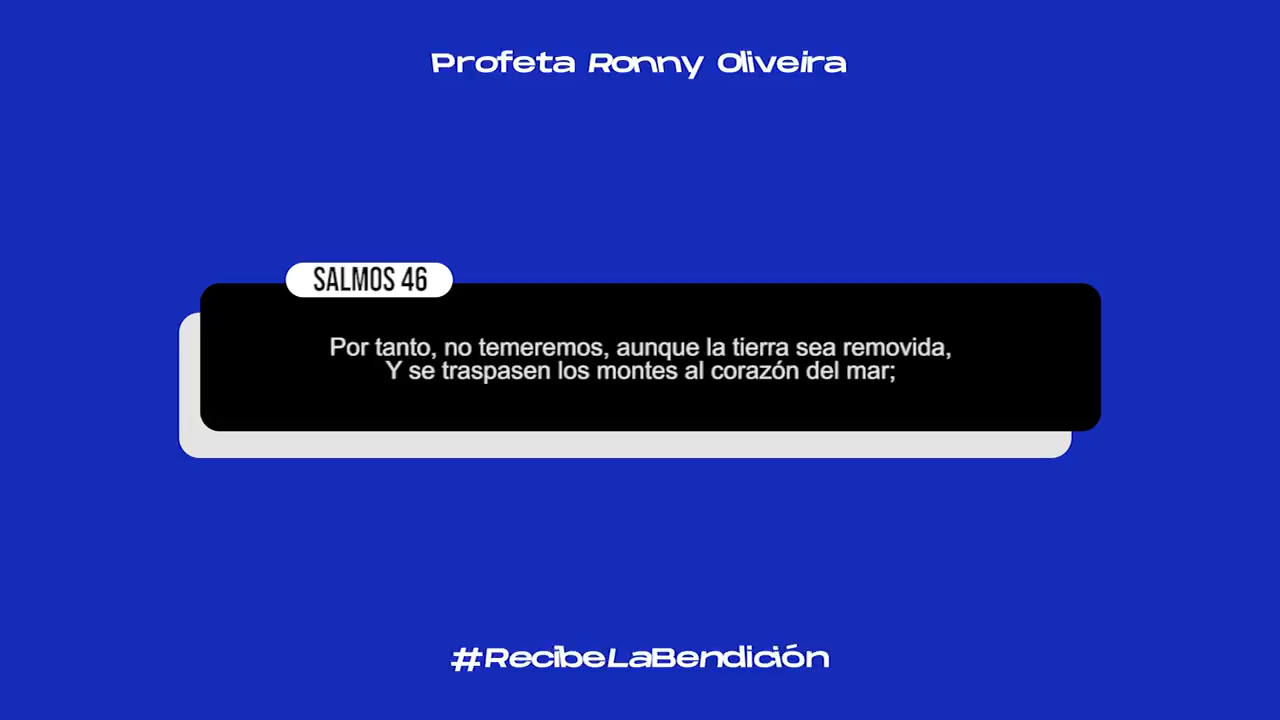 Profeta Ronny Oliveira
SALMOS 46
Por tanto, no temeremos, aunque la tierra sea removida,
Y se traspasen los montes al corazón del mar;
#RecibeLaBendición